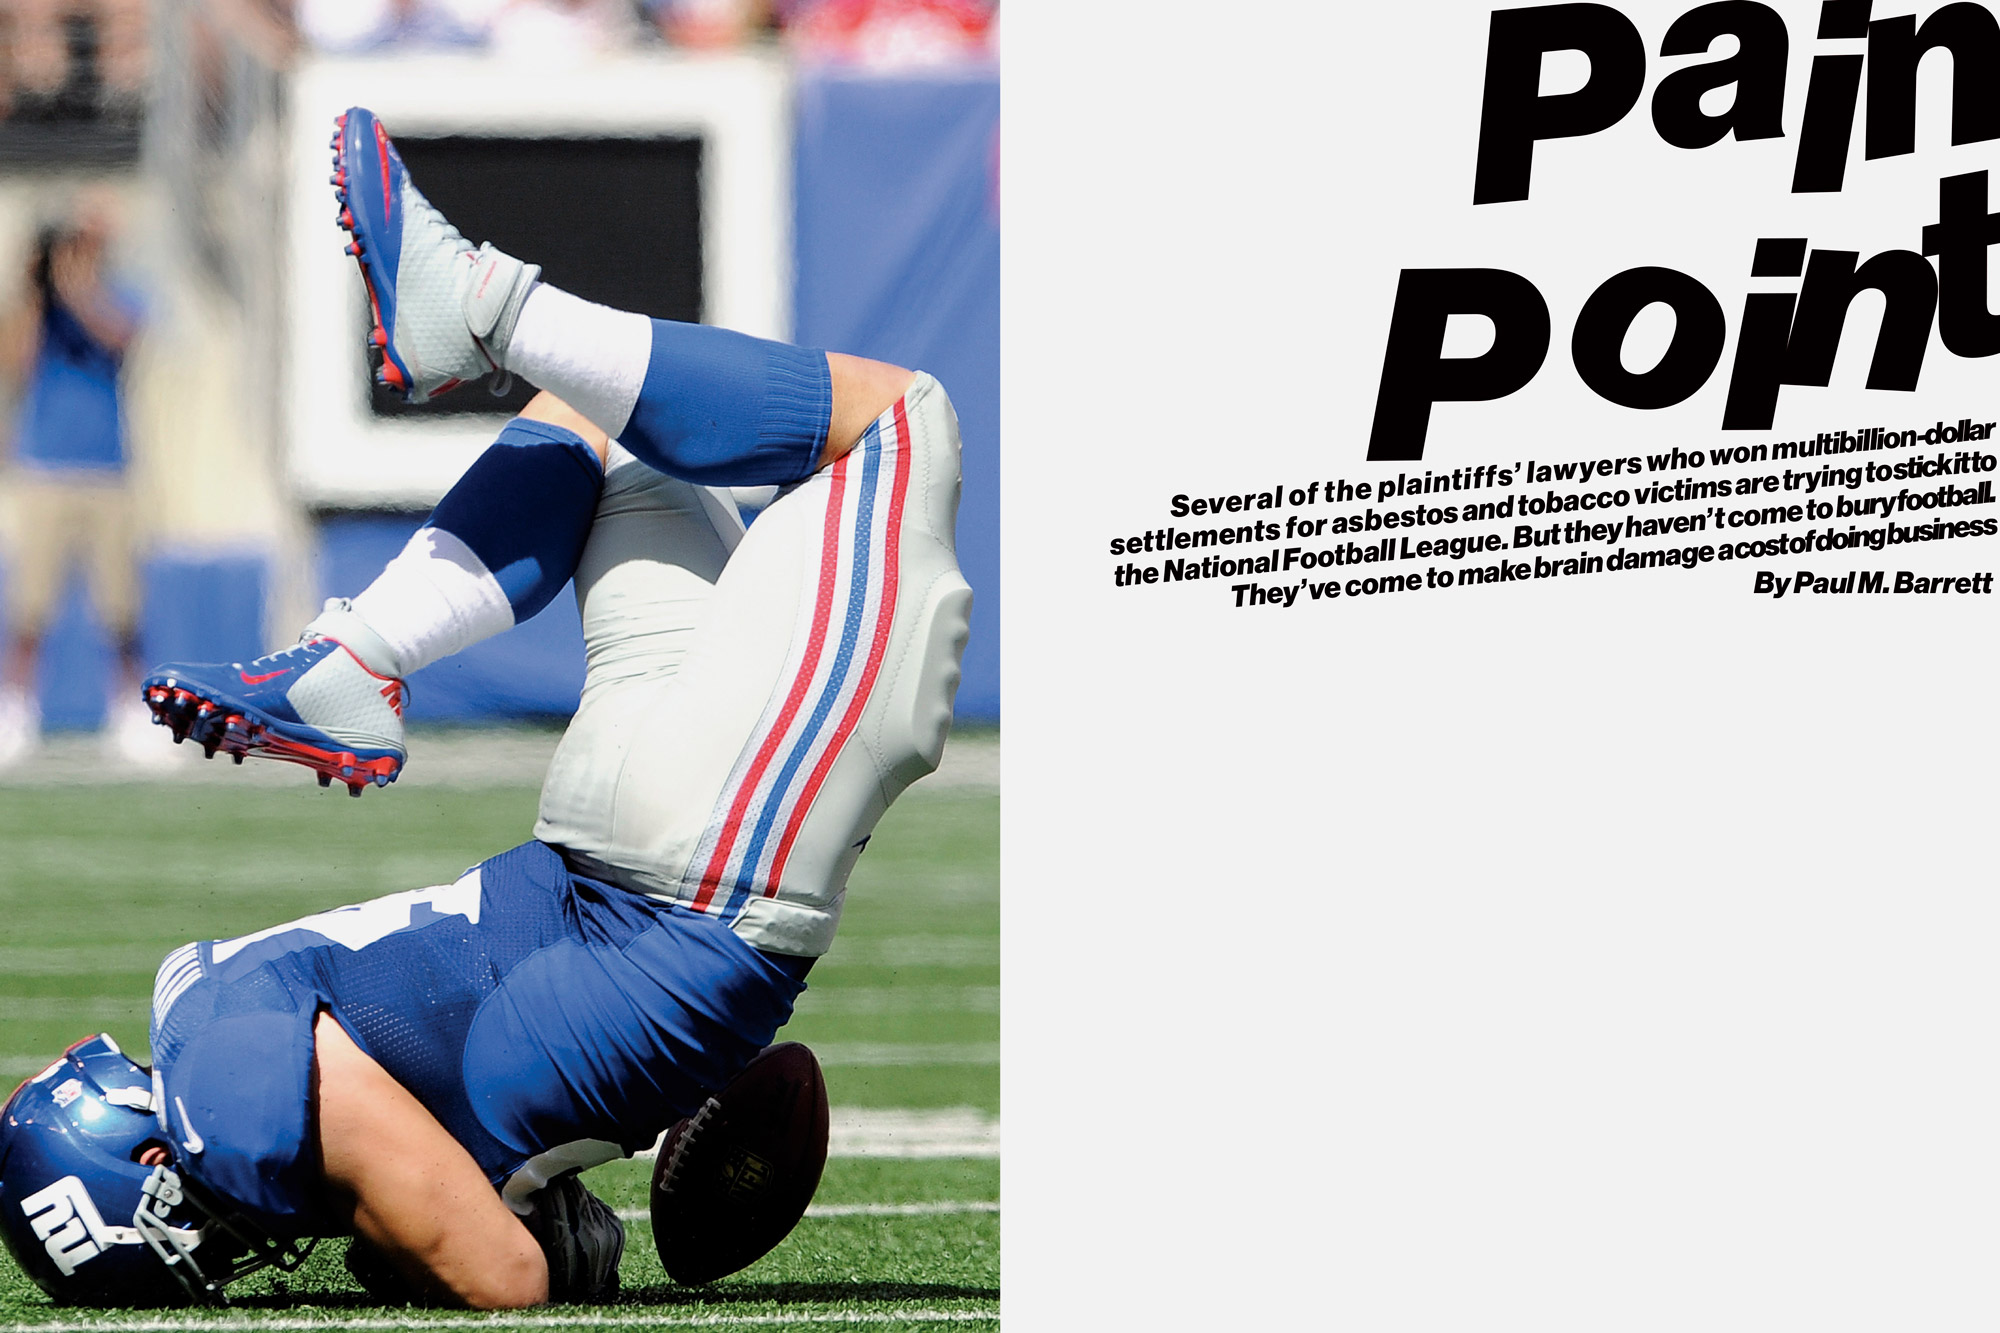 Pain
Point
Several of the plaintiffs’ lawyers who won multibillion-dollar
settlements for asbestos and tobacco victims are trying to stick it to
the National Football League. But they haven’t come to bury football.
They’ve come to make brain damage a cost of doing business
By Paul M. Barrett
ny
NFL